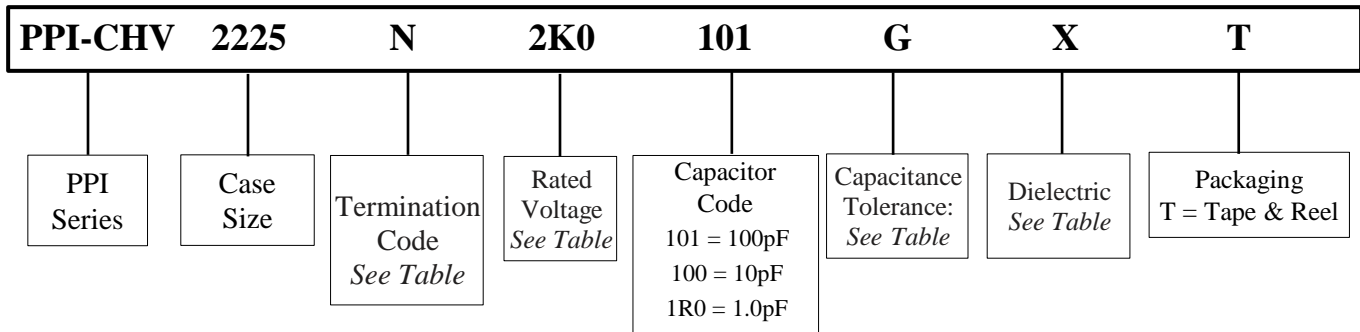 PPI-CHV 2225 N 2K0 101 G X T
PPI
Series
Case
Size
Termination
Code
See Table
Rated
Voltage
See Table
Capacitor
Code
101 = 100pF
100 = 10pF
1R0 = 1.0pF
Capacitance
Tolerance:
See Table
Dielectric
See Table
Packaging
T = Tape & Reel